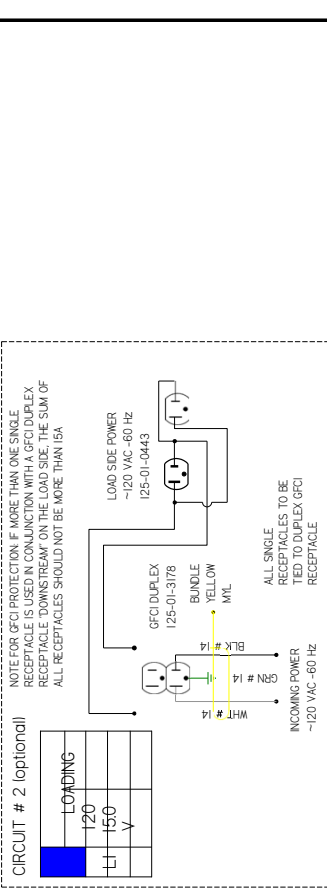 CIRCUIT # 2 (optional)
LOADING
120
L1 15.0
V
NOTE FOR GFCI PROTECTION: IF MORE THAN ONE SINGLE
RECEPTACLE IS USED IN CONJUNCTION WITH A GFCI DUPLEX
RECEPTACLE "DOWNSTREAM" ON THE LOAD SIDE, THE SUM OF
ALL RECEPTACLES SHOULD NOT BE MORE THAN 15A
LOAD SIDE POWER
~120 VAC -60 Hz
125-01-0443
GFCI DUPLEX
125-01-3178
BUNDLE
YELLOW
MYL
WHT # 14
GRN # 14
BLK # 14
INCOMING POWER
~120 VAC -60 Hz
ALL SINGLE
RECEPTACLES TO BE
TIED TO DUPLEX GFCI
RECEPTACLE